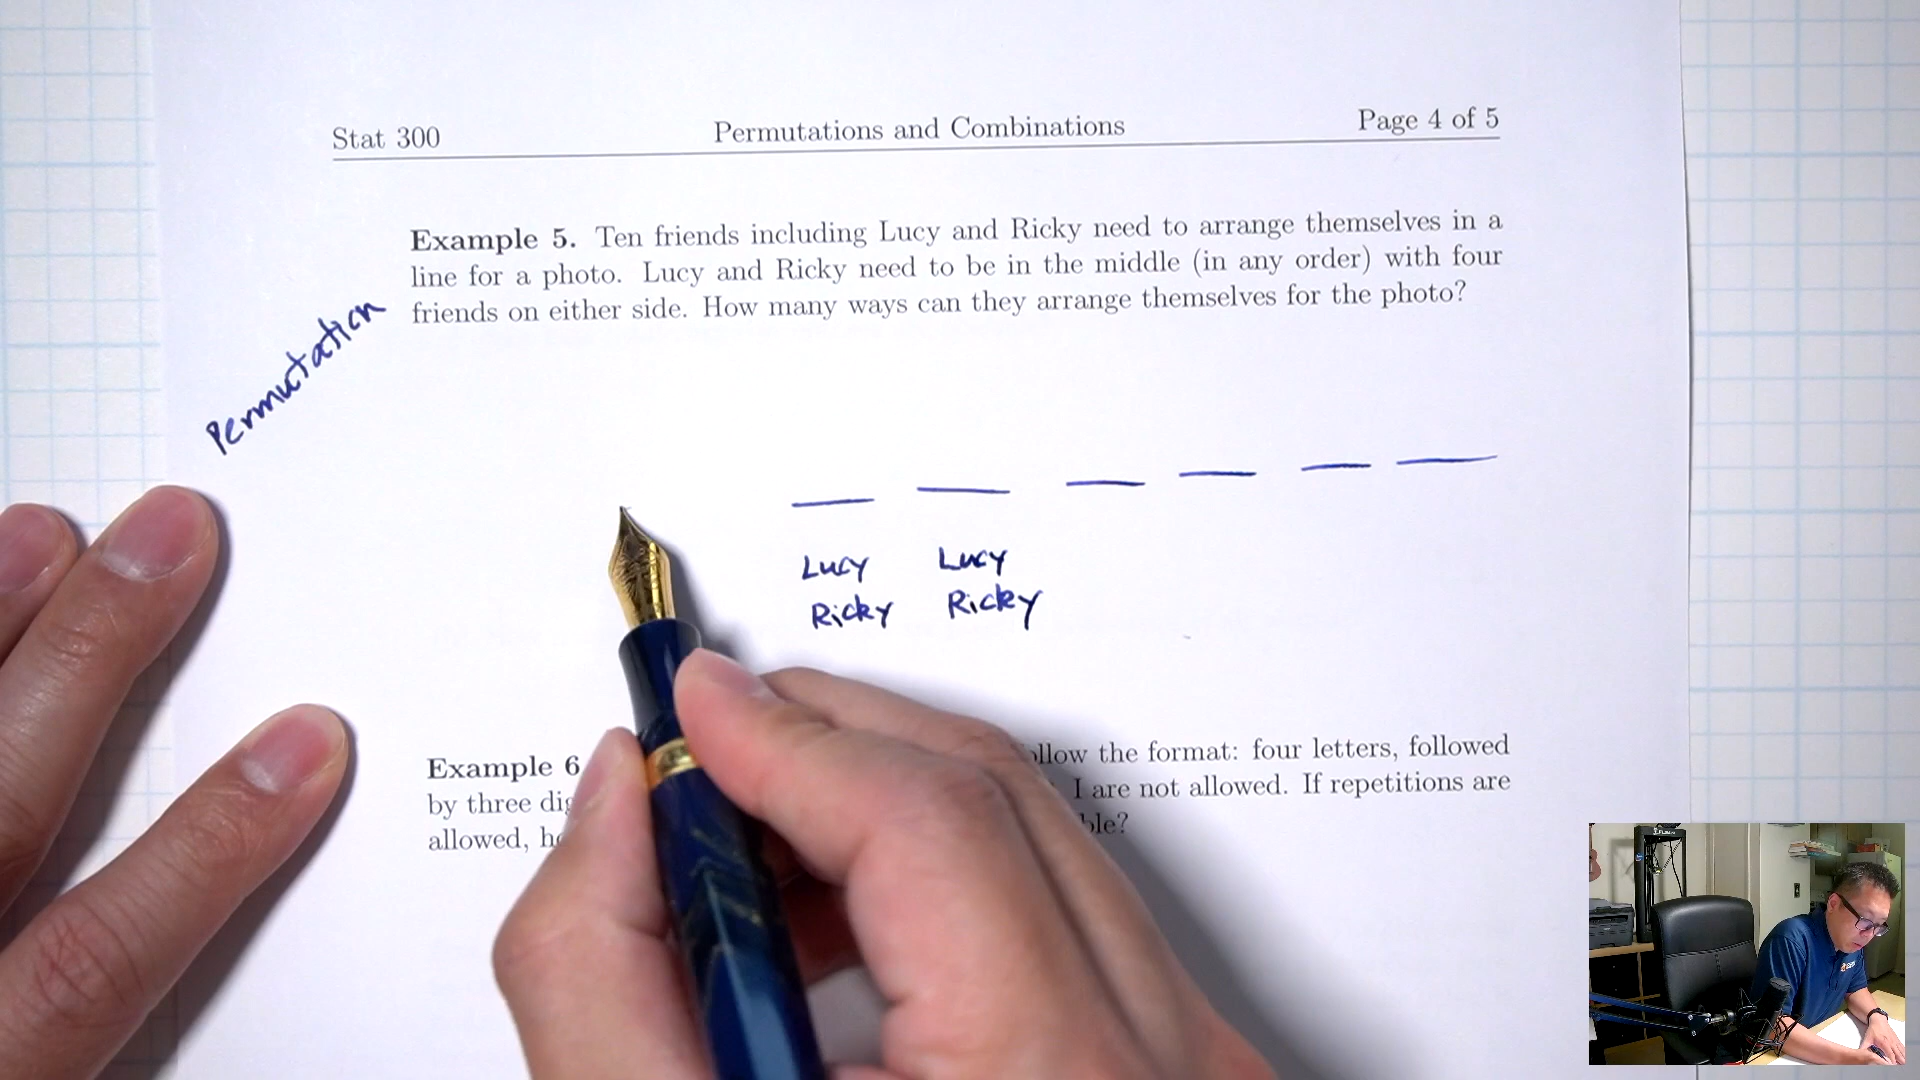 Stat 300 Permutations and Combinations Page 4 of 5
Example 5. Ten friends including Lucy and Ricky need to arrange themselves in a
line for a photo. Lucy and Ricky need to be in the middle (in any order) with four
friends on either side. How many ways can they arrange themselves for the photo?
Permutation
Lucy Lucy
Ricky Ricky
Example 6 the format: four letters, followed
by three I are not allowed. If repetitions are
allowed,